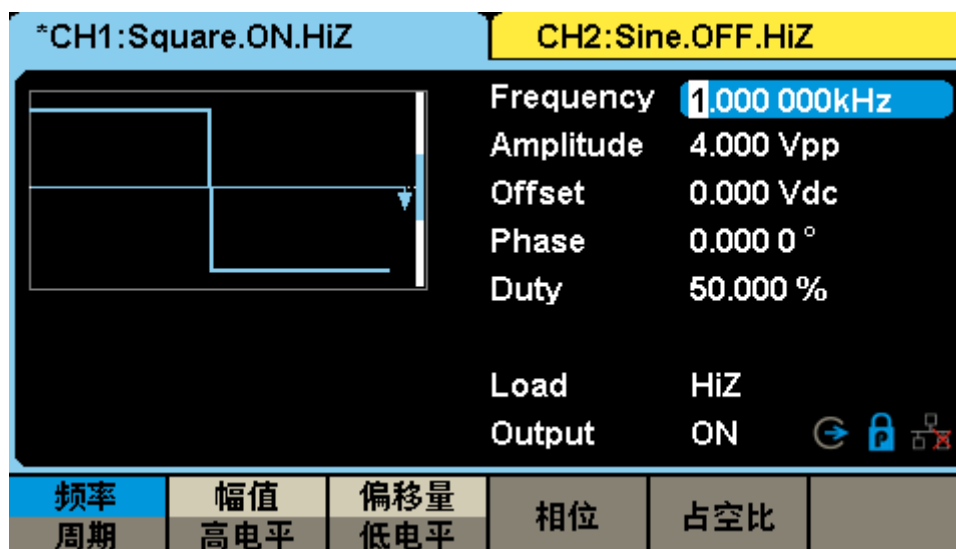 *CH1:Square.ON.HiZ CH2:Sine.OFF.HiZ
Frequency 1.000 000kHz
Amplitude 4.000 Vpp
Offset 0.000 Vdc
Phase 0.000 0 °
Duty 50.000 %
Load HiZ
Output ON
P
频率 幅值 偏移量 相位 占空比
周期 高电平 低电平